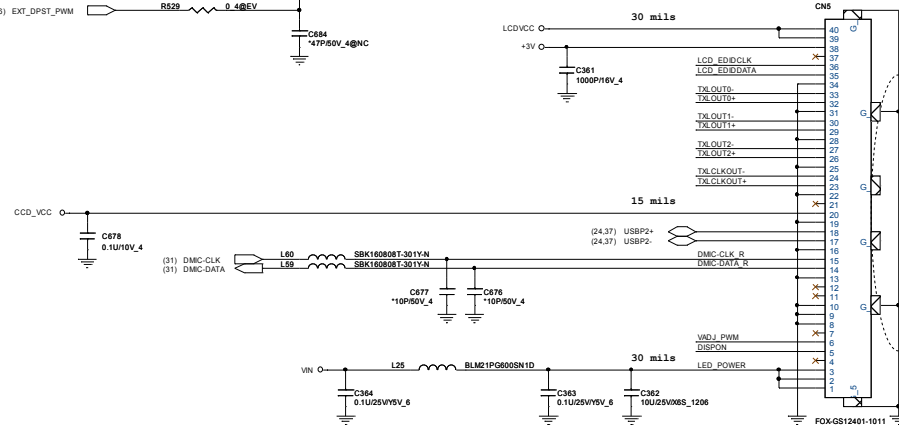 CN5
) EXT_DPST_PWM R529 0_4@EV
C684
*47P/50V_4@NC
30 mils
LCDVCC
+3V
C361
1000P/16V_4
LCD_EDIDCLK
LCD_EDIDDATA
TXLOUT0-
TXLOUT0+
TXLOUT1-
TXLOUT1+
TXLOUT2-
TXLOUT2+
TXLCLKOUT-
TXLCLKOUT+
15 mils
CCD_VCC
C678
0.1U/10V_4
(24,37) USBP2+
(24,37) USBP2-
(31) DMIC-CLK L60 SBK160808T-301Y-N DMIC-CLK_R
(31) DMIC-DATA L59 SBK160808T-301Y-N DMIC-DATA_R
C677
*10P/50V_4
C676
*10P/50V_4
VADJ_PWM
DISPON
30 mils
VIN L25 BLM21PG600SN1D LED_POWER
C364
0.1U/25V/Y5V_6
C363
0.1U/25V/Y5V_6
C362
10U/25V/X6S_1206
40
39
38
37
36
35
34
33
32
31
30
29
28
27
26
25
24
23
22
21
20
19
18
17
16
15
14
13
12
11
10
9
8
7
6
5
4
3
2
1
G_
G_
G_
G_
G_
_5
FOX-GS12401-1011